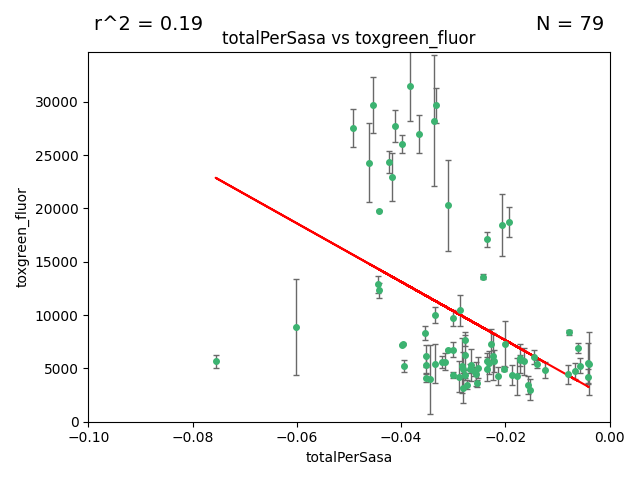 r^2 = 0.19
N = 79
totalPerSasa vs toxgreen_fluor
toxgreen_fluor
30000
25000
20000
15000
10000
5000
0
−0.10
−0.08
−0.06
−0.04
−0.02
0.00
totalPerSasa